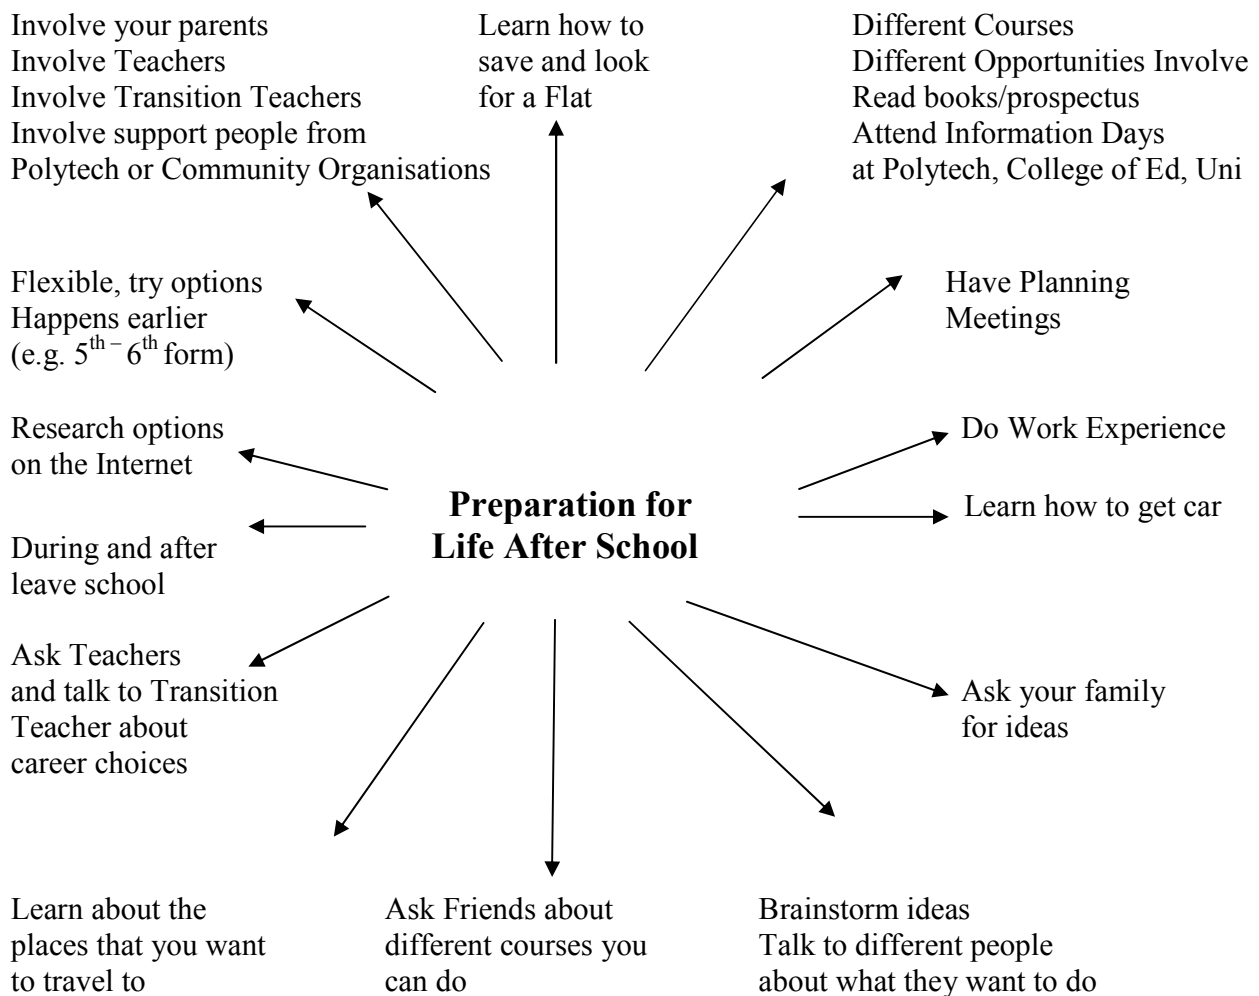 Involve your parents
Involve Teachers
Involve Transition Teachers
Involve support people from
Polytech or Community Organisations
Learn how to
save and look
for a Flat
Different Courses
Different Opportunities Involve
Read books/prospectus
Attend Information Days
at Polytech, College of Ed, Uni
Flexible, try options
Happens earlier
(e.g. 5th – 6th form)
Have Planning
Meetings
Research options
on the Internet
Do Work Experience
Preparation for
Life After School
Learn how to get car
During and after
leave school
Ask Teachers
and talk to Transition
Teacher about
career choices
Ask your family
for ideas
Learn about the
places that you want
to travel to
Ask Friends about
different courses you
can do
Brainstorm ideas
Talk to different people
about what they want to do